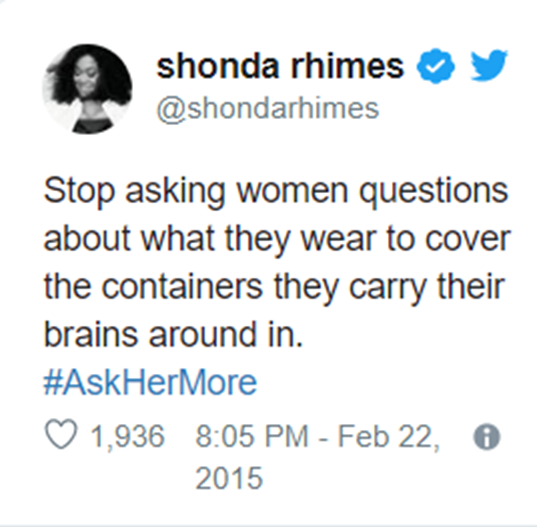 shonda rhimes
@shondarhimes
Stop asking women questions
about what they wear to cover
the containers they carry their
brains around in.
#AskHerMore
1,936 8:05 PM - Feb 22,
2015